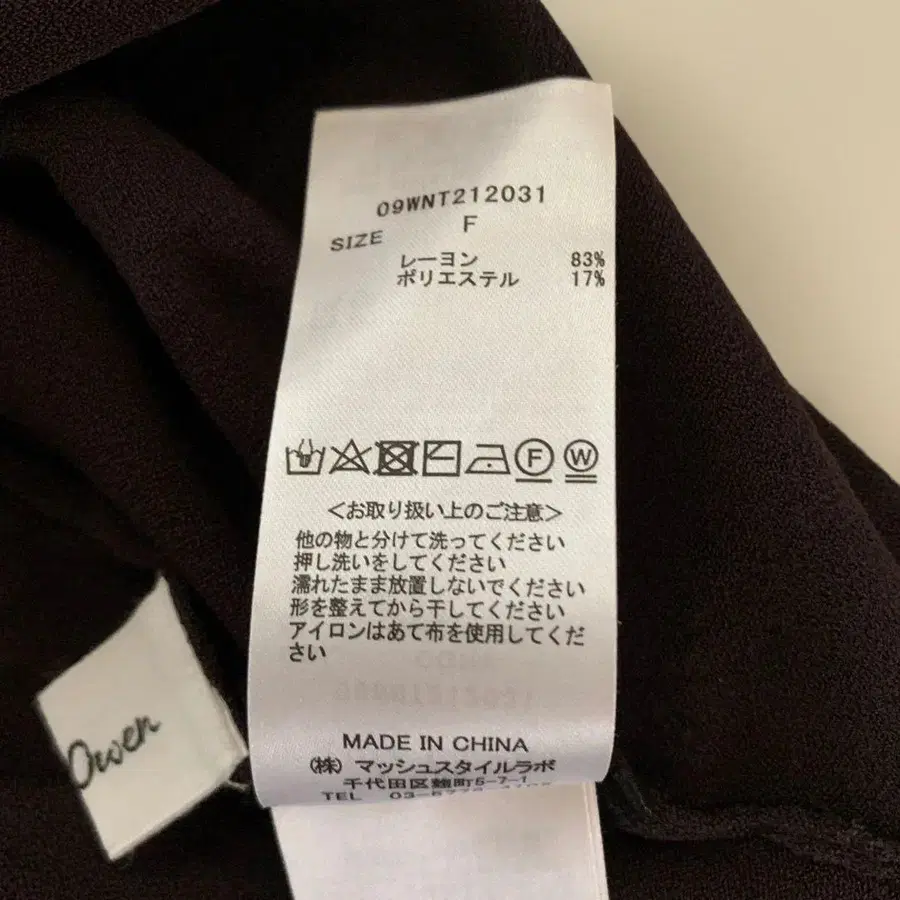 09WNT212031
SIZE F
レーヨン 83%
ポリエステル 17%
F W
<お取り扱い上のご注意>
他の物と分けて洗ってください
押し洗いをしてください
濡れたまま放置しないでください
形を整えてから干してください
アイロンはあて布を使用してくだ
さい
MADE IN CHINA
(株) マッシュスタイルラボ
千代田区麹町5-7-1
TEL 03-
Owen